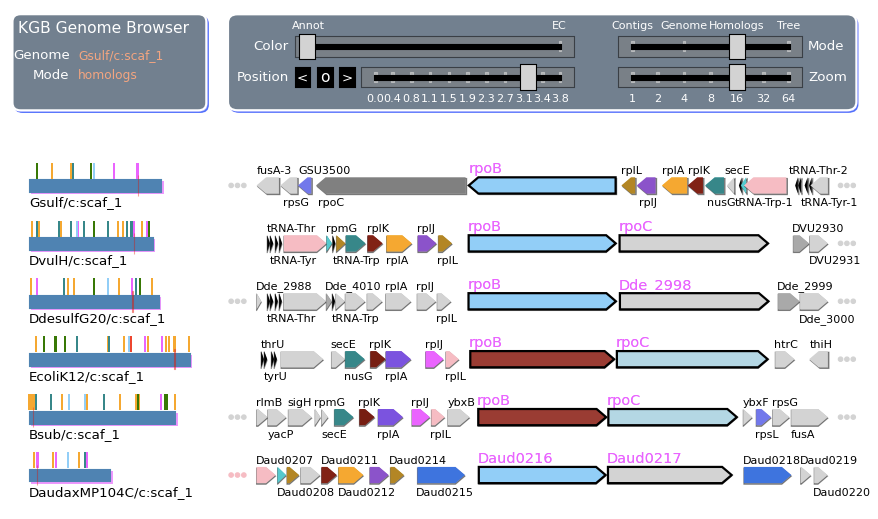 KGB Genome Browser
Genome Gsulf/c:scaf_1
Mode homologs
Annot EC Contigs Genome Homologs Tree
Color Mode
Position < o > Zoom
0.0 0.4 0.8 1.1 1.5 1.9 2.3 2.7 3.1 3.4 3.8 1 2 4 8 16 32 64
fusA-3 GSU3500 rpoB rplL rplA rplK secE tRNA-Thr-2
rpsG rpoC rplJ nusG tRNA-Trp-1 tRNA-Tyr-1
Gsulf/c:scaf_1
tRNA-Thr rpmG rplK rplJ rpoB rpoC DVU2930
tRNA-Tyr tRNA-Trp rplA rplL DVU2931
DvulH/c:scaf_1
Dde_2988 Dde_4010 rplA rplJ rpoB Dde_2998 Dde_2999
tRNA-Thr tRNA-Trp rplL Dde_3000
DdesulfG20/c:scaf_1
thrU secE rplK rplJ rpoB rpoC htrC thiH
tyrU nusG rplA rplL
EcoliK12/c:scaf_1
rlmB sigH rpmG rplK rplJ ybxB rpoB rpoC ybxF rpsG
yacP secE rplA rplL rpsL fusA
Bsub/c:scaf_1
Daud0207 Daud0211 Daud0214 Daud0216 Daud0217 Daud0218 Daud0219
Daud0208 Daud0212 Daud0215 Daud0220
DaudaxMP104C/c:scaf_1